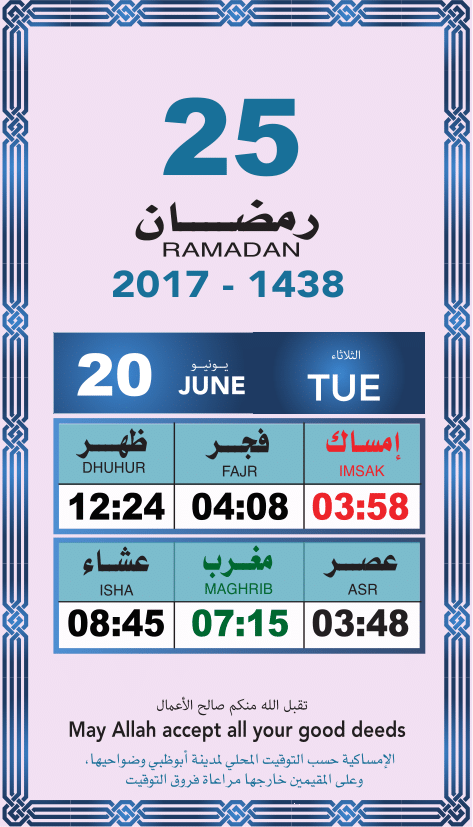 25
رمضان
RAMADAN
2017 - 1438
20 يونيو JUNE الثلاثاء TUE
ظهر فجر إمساك
DHUHUR FAJR IMSAK
12:24 04:08 03:58
عشاء مغرب عصر
ISHA MAGHRIB ASR
08:45 07:15 03:48
تقبل الله منكم صالح الأعمال
May Allah accept all your good deeds
الإمساكية حسب التوقيت المحلي لمدينة أبوظبي وضواحيها،
وعلى المقيمين خارجها مراعاة فروق التوقيت